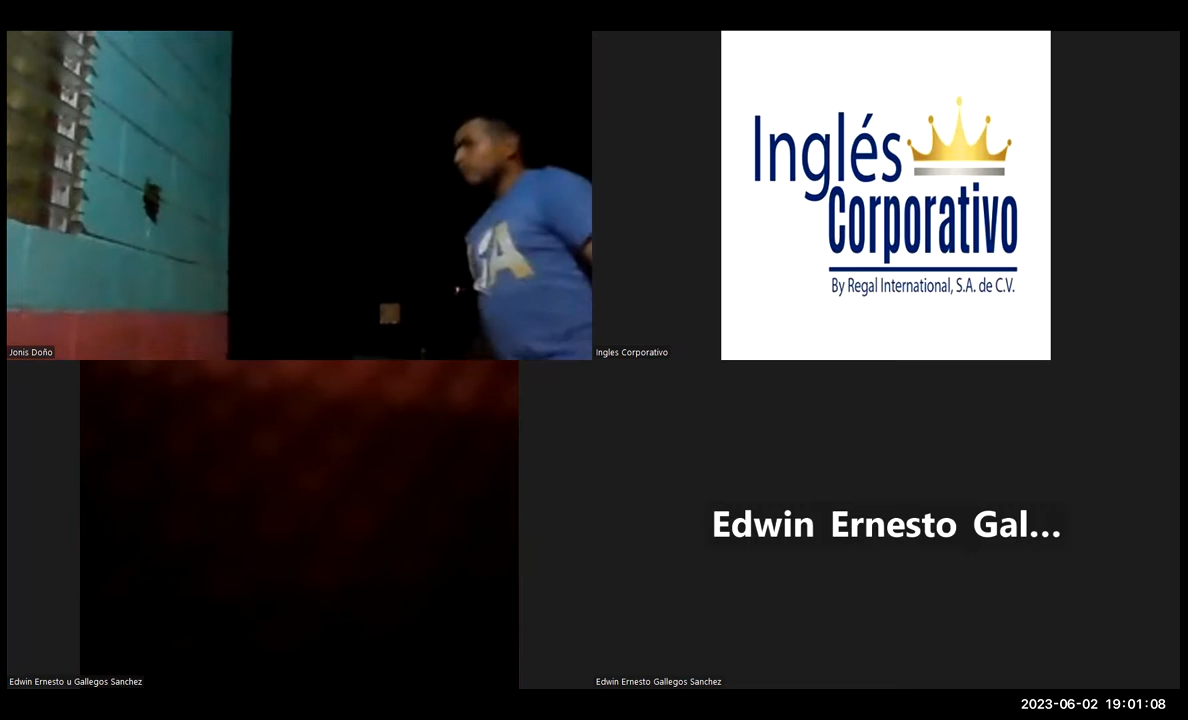 Jonis Doño
Inglés
Corporativo
By Regal International, S.A. de C.V.
Ingles Corporativo
Edwin Ernesto u Gallegos Sanchez
Edwin Ernesto Gal...
Edwin Ernesto Gallegos Sanchez
2023-06-02 19:01:08